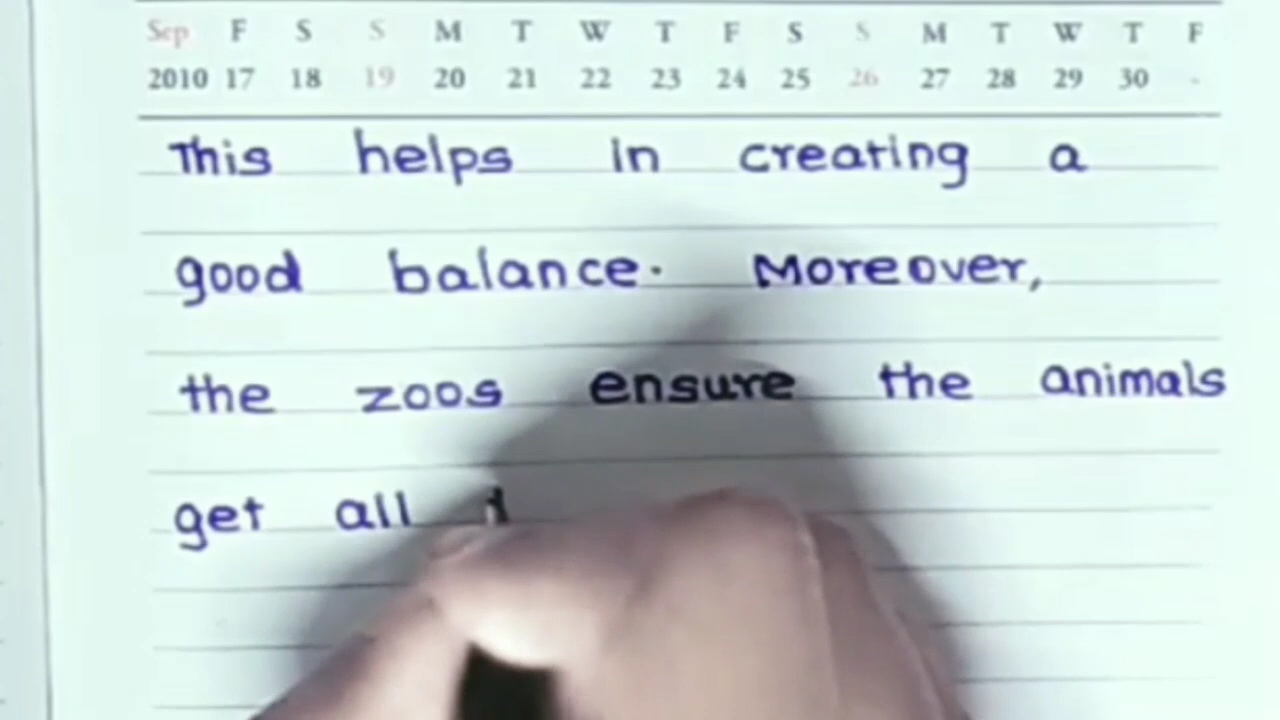 Sep F S S M T W T F S S M T W T F
2010 17 18 19 20 21 22 23 24 25 26 27 28 29 30 -
This helps in creating a
good balance. Moreover,
the zoos ensure the animals
get all